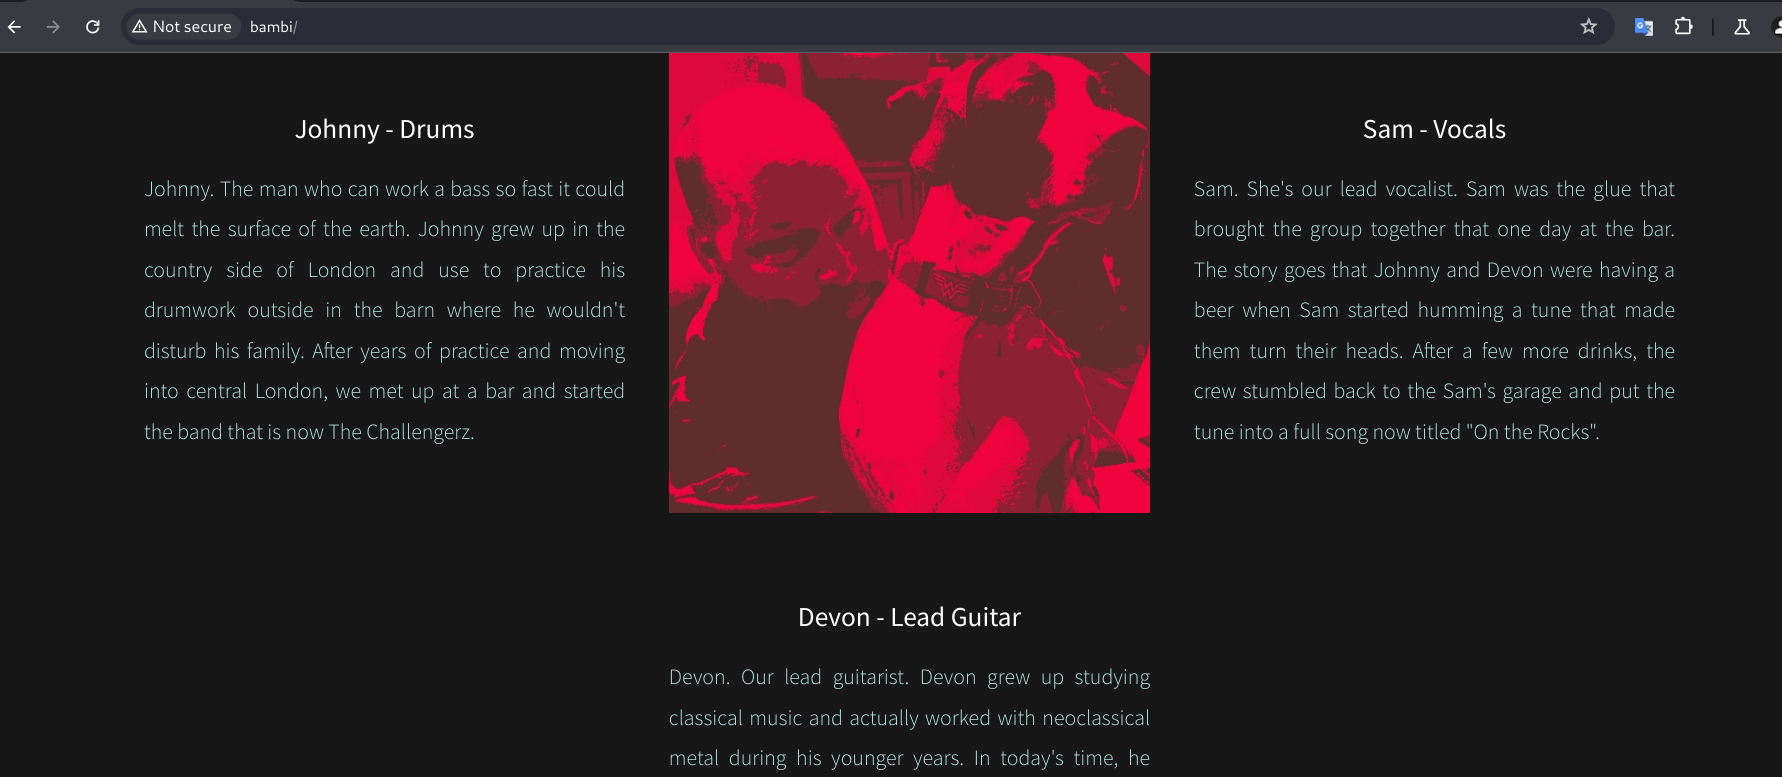 Not secure bambi/
Johnny - Drums
Johnny. The man who can work a bass so fast it could
melt the surface of the earth. Johnny grew up in the
country side of London and use to practice his
drumwork outside in the barn where he wouldn't
disturb his family. After years of practice and moving
into central London, we met up at a bar and started
the band that is now The Challengerz.
Sam - Vocals
Sam. She's our lead vocalist. Sam was the glue that
brought the group together that one day at the bar.
The story goes that Johnny and Devon were having a
beer when Sam started humming a tune that made
them turn their heads. After a few more drinks, the
crew stumbled back to the Sam's garage and put the
tune into a full song now titled "On the Rocks".
Devon - Lead Guitar
Devon. Our lead guitarist. Devon grew up studying
classical music and actually worked with neoclassical
metal during his younger years. In today's time, he